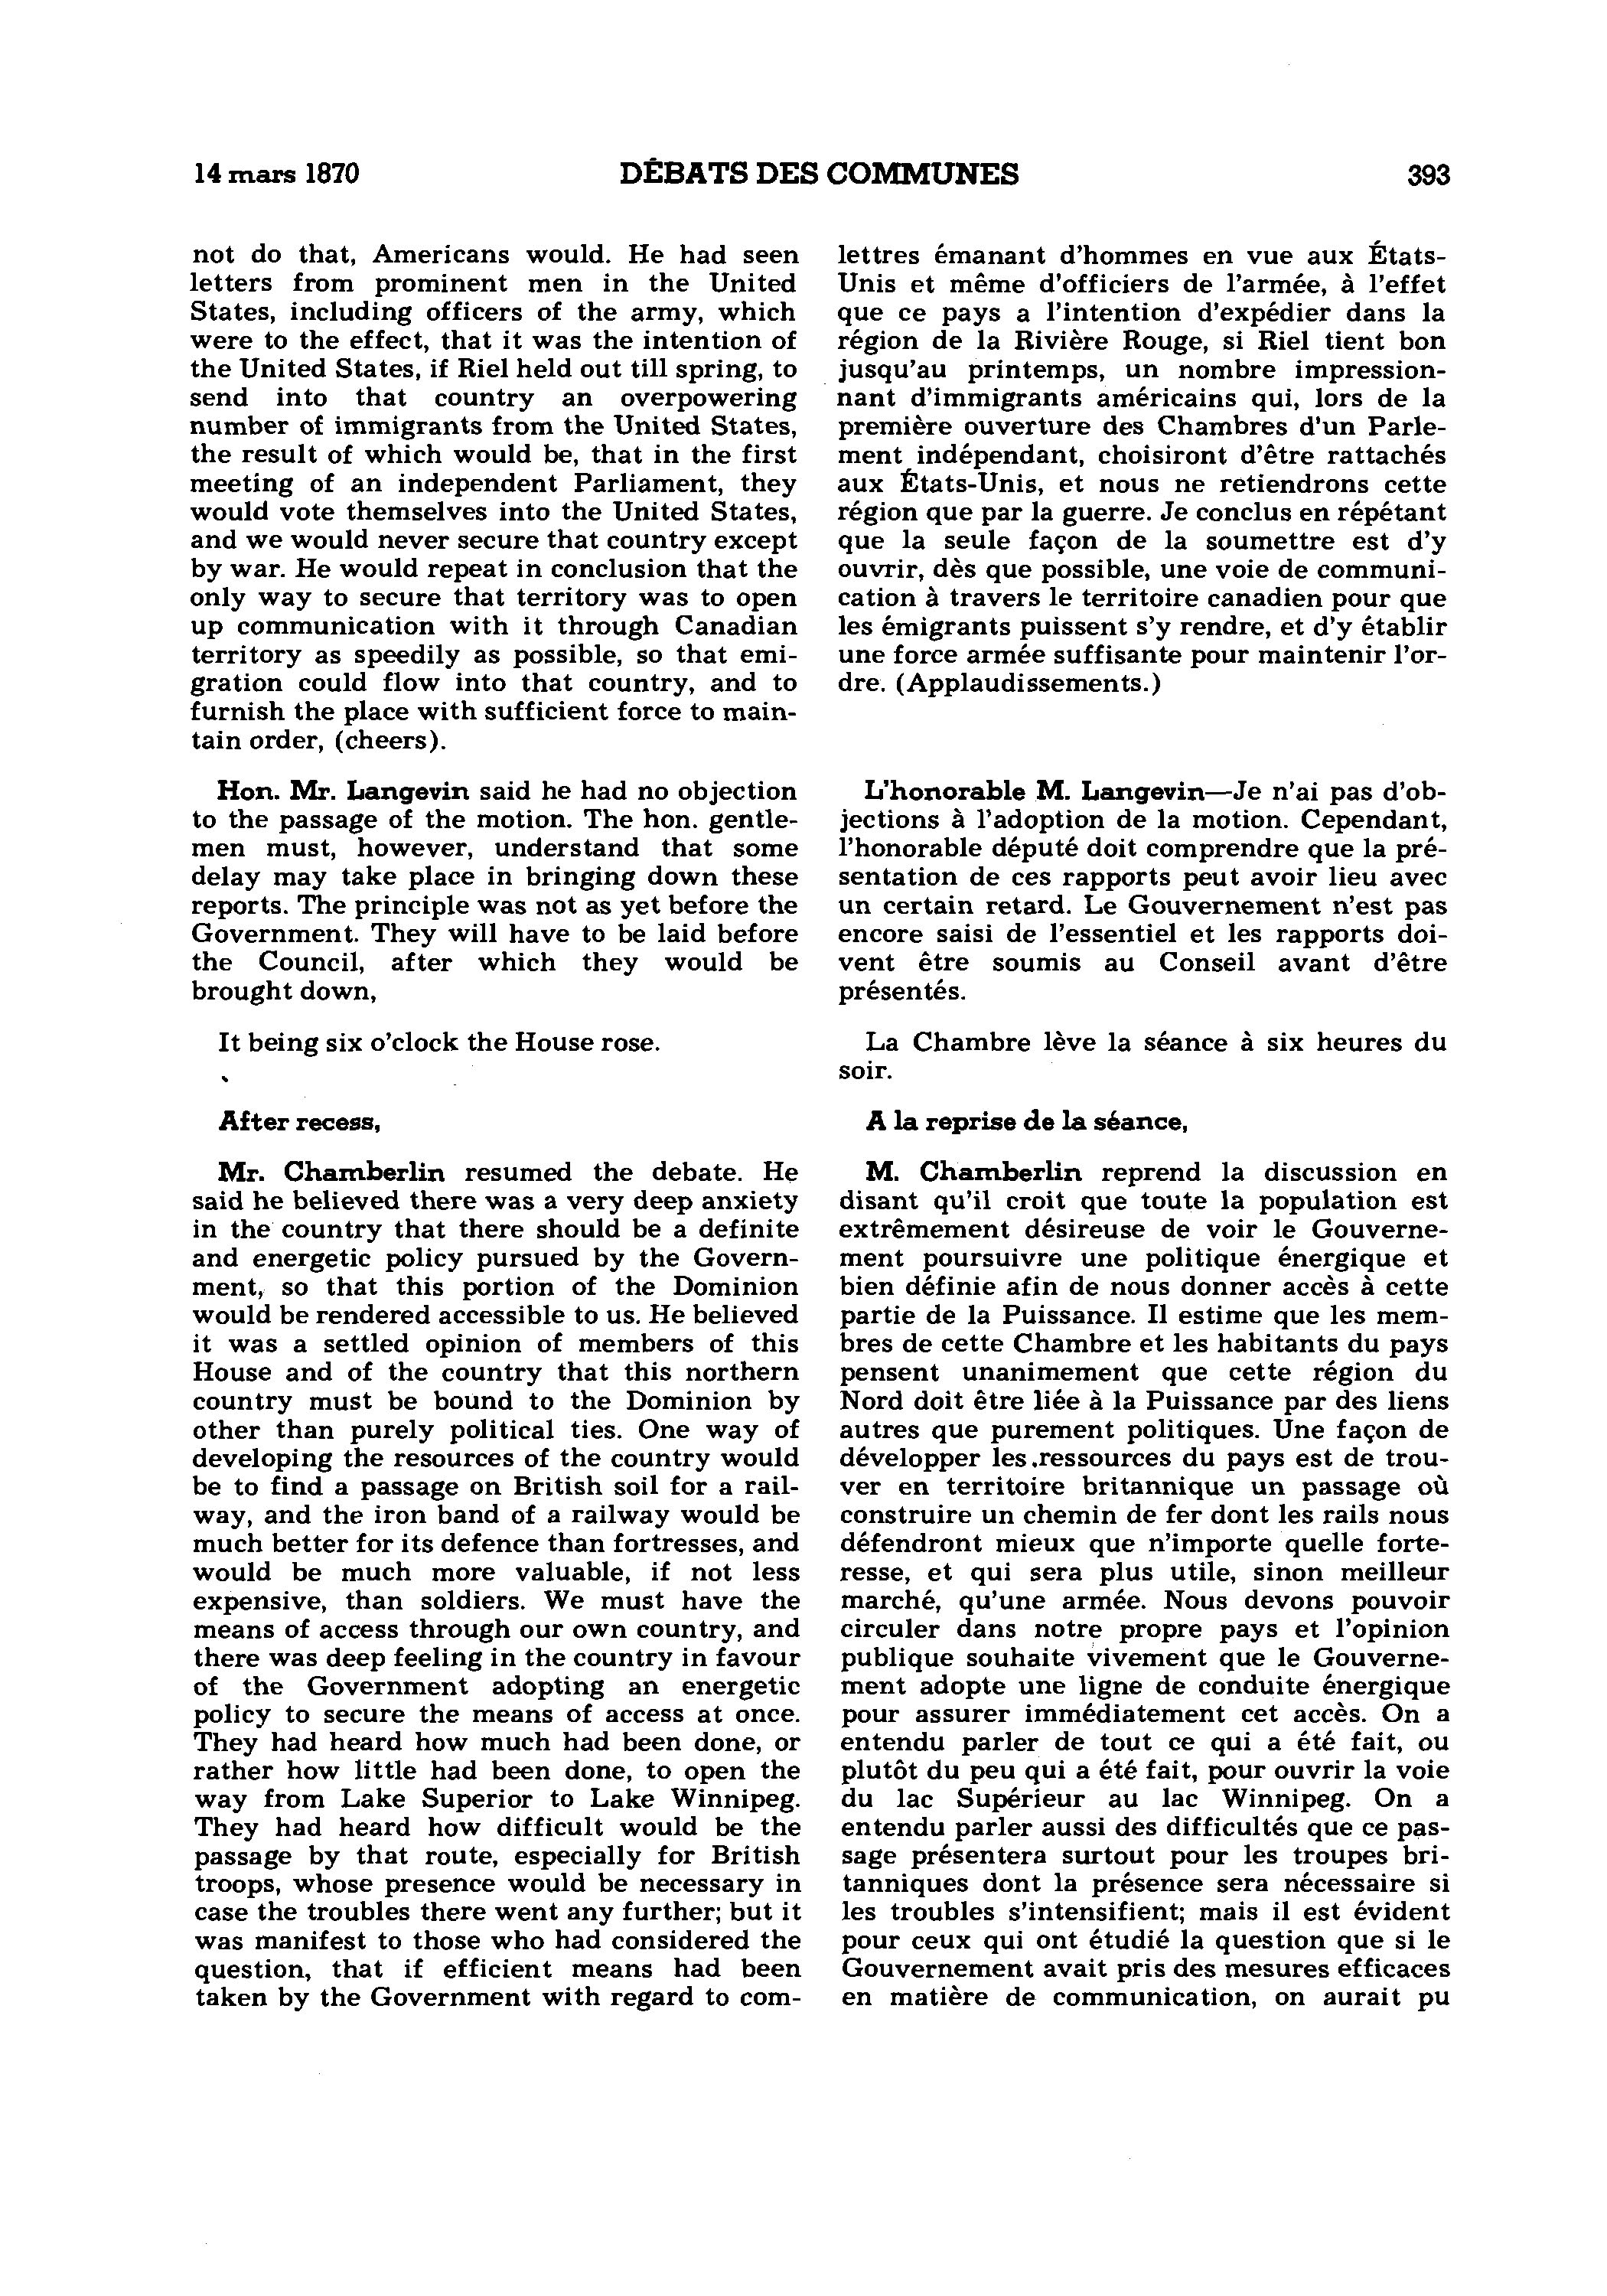 14 mars 1870 DÉBATS DES COMMUNES 393
not do that, Americans would. He had seen
letters from prominent men in the United
States, including officers of the army, which
were to the effect, that it was the intention of
the United States, if Riel held out till spring, to
send into that country an overpowering
number of immigrants from the United States,
the result of which would be, that in the first
meeting of an independent Parliament, they
would vote themselves into the United States,
and we would never secure that country except
by war. He would repeat in conclusion that the
only way to secure that territory was to open
up communication with it through Canadian
territory as speedily as possible, so that emi-
gration could flow into that country, and to
furnish the place with sufficient force to main-
tain order, (cheers).
Hon. Mr. Langevin said he had no objection
to the passage of the motion. The hon. gentle-
men must, however, understand that some
delay may take place in bringing down these
reports. The principle was not as yet before the
Government. They will have to be laid before
the Council, after which they would be
brought down,
It being six o'clock the House rose.
After recess,
Mr. Chamberlin resumed the debate. He
said he believed there was a very deep anxiety
in the country that there should be a definite
and energetic policy pursued by the Govern-
ment, so that this portion of the Dominion
would be rendered accessible to us. He believed
it was a settled opinion of members of this
House and of the country that this northern
country must be bound to the Dominion by
other than purely political ties. One way of
developing the resources of the country would
be to find a passage on British soil for a rail-
way, and the iron band of a railway would be
much better for its defence than fortresses, and
would be much more valuable, if not less
expensive, than soldiers. We must have the
means of access through our own country, and
there was deep feeling in the country in favour
of the Government adopting an energetic
policy to secure the means of access at once.
They had heard how much had been done, or
rather how little had been done, to open the
way from Lake Superior to Lake Winnipeg.
They had heard how difficult would be the
passage by that route, especially for British
troops, whose presence would be necessary in
case the troubles there went any further; but it
was manifest to those who had considered the
question, that if efficient means had been
taken by the Government with regard to com-
lettres émanant d'hommes en vue aux États-
Unis et même d'officiers de l'armée, à l'effet
que ce pays a l'intention d'expédier dans la
région de la Rivière Rouge, si Riel tient bon
jusqu'au printemps, un nombre impression-
nant d'immigrants américains qui, lors de la
première ouverture des Chambres d'un Parle-
ment indépendant, choisiront d'être rattachés
aux États-Unis, et nous ne retiendrons cette
région que par la guerre. Je conclus en répétant
que la seule façon de la soumettre est d'y
ouvrir, dès que possible, une voie de communi-
cation à travers le territoire canadien pour que
les émigrants puissent s'y rendre, et d'y établir
une force armée suffisante pour maintenir l'or-
dre. (Applaudissements.)
L'honorable M. Langevin—Je n'ai pas d'ob-
jections à l'adoption de la motion. Cependant,
l'honorable député doit comprendre que la pré-
sentation de ces rapports peut avoir lieu avec
un certain retard. Le Gouvernement n'est pas
encore saisi de l'essentiel et les rapports doi-
vent être soumis au Conseil avant d'être
présentés.
La Chambre lève la séance à six heures du
soir.
A la reprise de la séance,
M. Chamberlin reprend la discussion en
disant qu'il croit que toute la population est
extrêmement désireuse de voir le Gouverne-
ment poursuivre une politique énergique et
bien définie afin de nous donner accès à cette
partie de la Puissance. Il estime que les mem-
bres de cette Chambre et les habitants du pays
pensent unanimement que cette région du
Nord doit être liée à la Puissance par des liens
autres que purement politiques. Une façon de
développer les ressources du pays est de trou-
ver en territoire britannique un passage où
construire un chemin de fer dont les rails nous
défendront mieux que n'importe quelle forte-
resse, et qui sera plus utile, sinon meilleur
marché, qu'une armée. Nous devons pouvoir
circuler dans notre propre pays et l'opinion
publique souhaite vivement que le Gouverne-
ment adopte une ligne de conduite énergique
pour assurer immédiatement cet accès. On a
entendu parler de tout ce qui a été fait, ou
plutôt du peu qui a été fait, pour ouvrir la voie
du lac Supérieur au lac Winnipeg. On a
entendu parler aussi des difficultés que ce pas-
sage présentera surtout pour les troupes bri-
tanniques dont la présence sera nécessaire si
les troubles s'intensifient; mais il est évident
pour ceux qui ont étudié la question que si le
Gouvernement avait pris des mesures efficaces
en matière de communication, on aurait pu